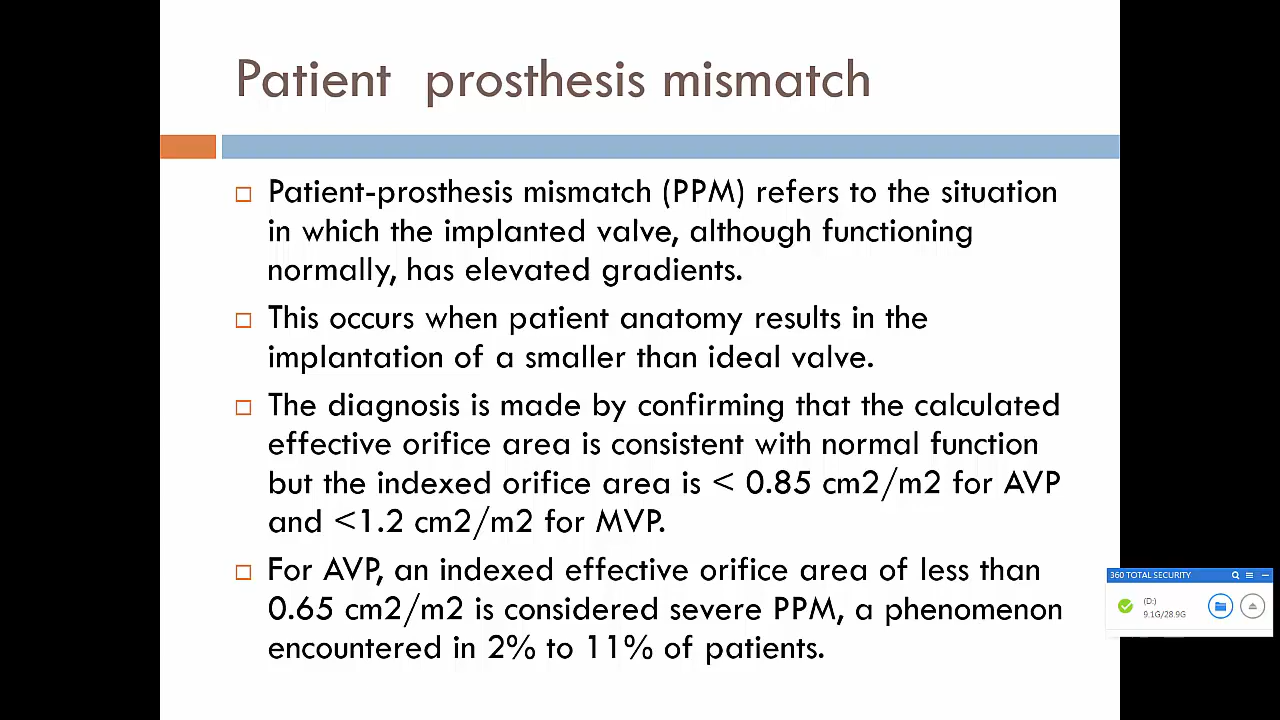 Patient prosthesis mismatch
Patient-prosthesis mismatch (PPM) refers to the situation
in which the implanted valve, although functioning
normally, has elevated gradients.
This occurs when patient anatomy results in the
implantation of a smaller than ideal valve.
The diagnosis is made by confirming that the calculated
effective orifice area is consistent with normal function
but the indexed orifice area is < 0.85 cm2/m2 for AVP
and <1.2 cm2/m2 for MVP.
For AVP, an indexed effective orifice area of less than
0.65 cm2/m2 is considered severe PPM, a phenomenon
encountered in 2% to 11% of patients.
360 TOTAL SECURITY
(D:)
9.1G/28.9G